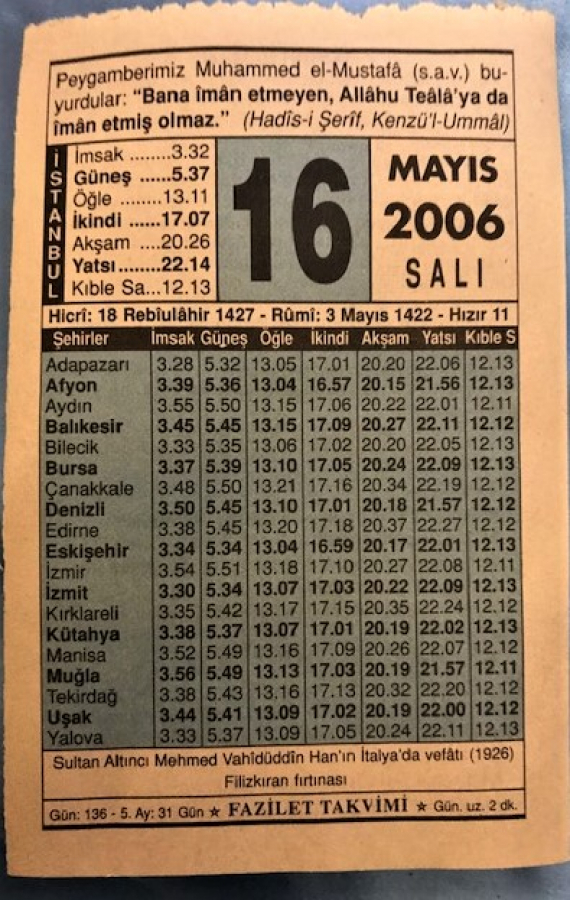 Peygamberimiz Muhammed el-Mustafâ (s.a.v.) bu-
yurdular: “Bana îmân etmeyen, Allâhu Teâlâ'ya da
îmân etmiş olmaz.” (Hadîs-i Şerîf, Kenzü'l-Ummâl)
İSTANBUL
İmsak ........3.32
Güneş ......5.37
Öğle ........13.11
İkindi ......17.07
Akşam ....20.26
Yatsı........22.14
Kıble Sa...12.13
16
MAYIS
2006
SALI
Hicrî: 18 Rebîulâhir 1427 - Rûmî: 3 Mayıs 1422 - Hızır 11
Şehirler İmsak Güneş Öğle İkindi Akşam Yatsı Kıble S
Adapazarı 3.28 5.32 13.05 17.01 20.20 22.06 12.13
Afyon 3.39 5.36 13.04 16.57 20.15 21.56 12.13
Aydın 3.55 5.50 13.15 17.06 20.22 22.01 12.11
Balıkesir 3.45 5.45 13.15 17.09 20.27 22.11 12.12
Bilecik 3.33 5.35 13.06 17.02 20.20 22.05 12.13
Bursa 3.37 5.39 13.10 17.05 20.24 22.09 12.13
Çanakkale 3.48 5.50 13.21 17.16 20.34 22.19 12.12
Denizli 3.50 5.45 13.10 17.01 20.18 21.57 12.12
Edirne 3.38 5.45 13.20 17.18 20.37 22.27 12.12
Eskişehir 3.34 5.34 13.04 16.59 20.17 22.01 12.13
İzmir 3.54 5.51 13.18 17.10 20.27 22.08 12.11
İzmit 3.30 5.34 13.07 17.03 20.22 22.09 12.13
Kırklareli 3.35 5.42 13.17 17.15 20.35 22.24 12.12
Kütahya 3.38 5.37 13.07 17.01 20.19 22.02 12.13
Manisa 3.52 5.49 13.16 17.09 20.26 22.07 12.12
Muğla 3.56 5.49 13.13 17.03 20.19 21.57 12.11
Tekirdağ 3.38 5.43 13.16 17.13 20.32 22.20 12.12
Uşak 3.44 5.41 13.09 17.02 20.19 22.00 12.12
Yalova 3.33 5.37 13.09 17.05 20.24 22.11 12.13
Sultan Altıncı Mehmed Vahîdüddîn Han'ın İtalya'da vefâtı (1926)
Filizkıran fırtınası
Gün: 136 - 5. Ay: 31 Gün ★ FAZİLET TAKVİMİ ★ Gün. uz. 2 dk.